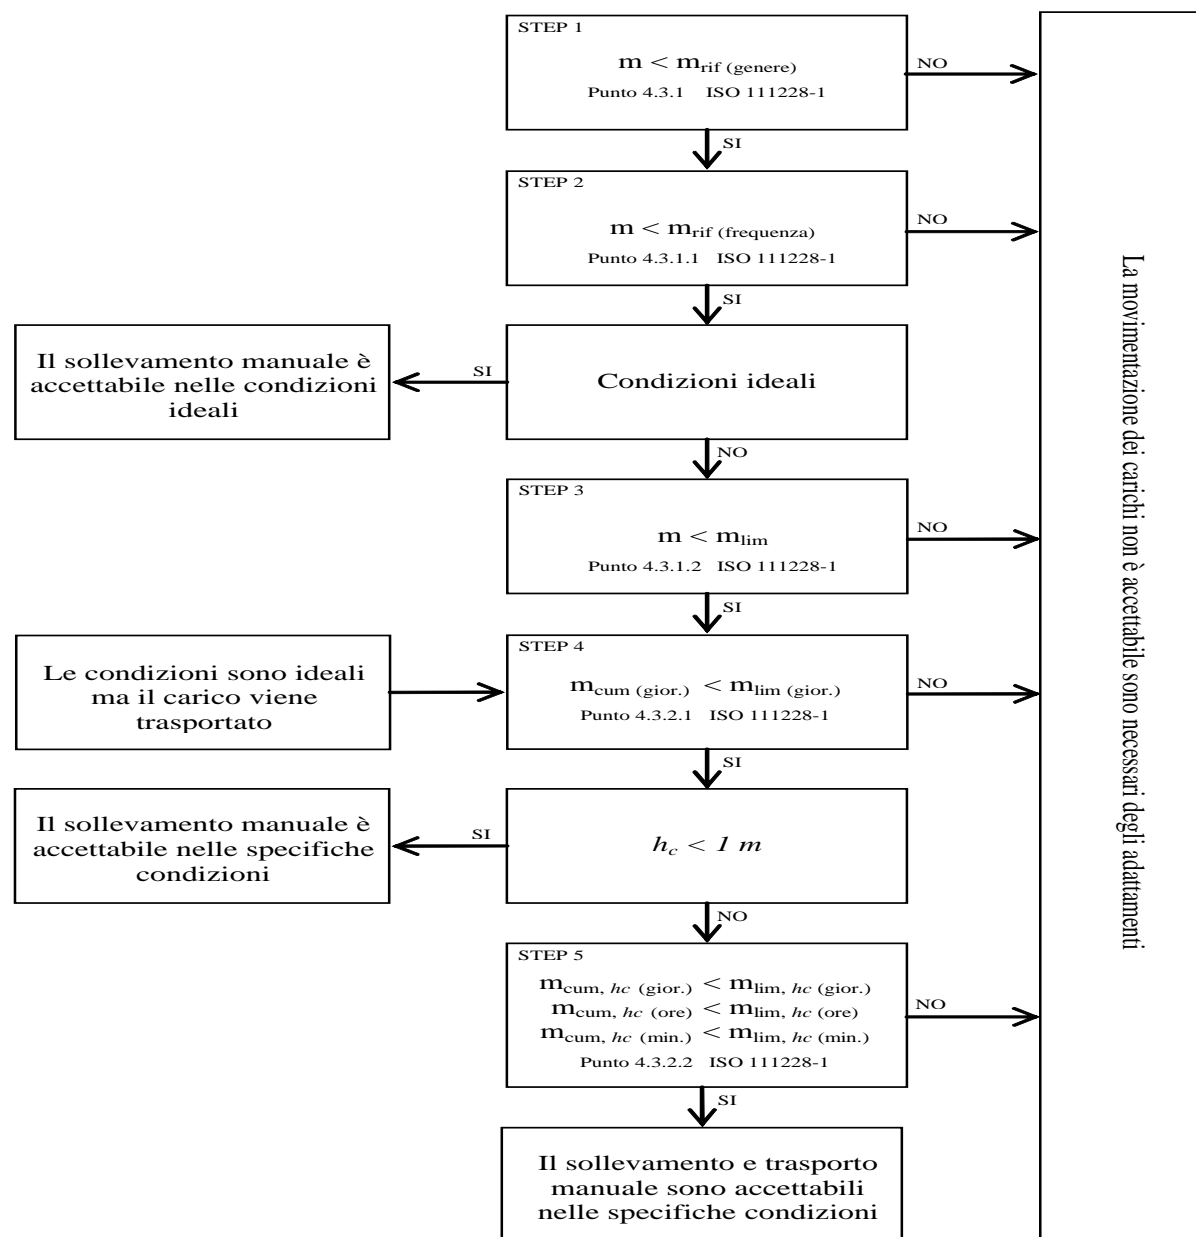 STEP 1
m < mrif (genere)
Punto 4.3.1 ISO 111228-1
NO
SI
STEP 2
m < mrif (frequenza)
Punto 4.3.1.1 ISO 111228-1
NO
SI
Il sollevamento manuale è
accettabile nelle condizioni
ideali
SI
Condizioni ideali
NO
STEP 3
m < mlim
Punto 4.3.1.2 ISO 111228-1
NO
SI
Le condizioni sono ideali
ma il carico viene
trasportato
STEP 4
mcum (gior.) < mlim (gior.)
Punto 4.3.2.1 ISO 111228-1
NO
SI
Il sollevamento manuale è
accettabile nelle specifiche
condizioni
SI
hc < 1 m
NO
STEP 5
mcum, hc (gior.) < mlim, hc (gior.)
mcum, hc (ore) < mlim, hc (ore)
mcum, hc (min.) < mlim, hc (min.)
Punto 4.3.2.2 ISO 111228-1
NO
SI
Il sollevamento e trasporto
manuale sono accettabili
nelle specifiche condizioni
La movimentazione dei carichi non è accettabile sono necessari degli adattamenti